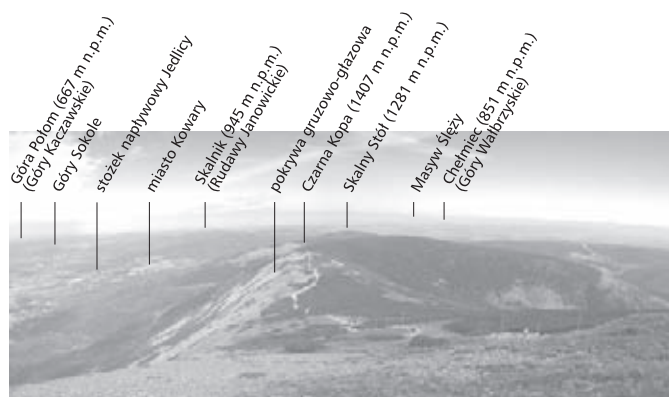 Góra Połom (667 m n.p.m.)
(Góry Kaczawskie)
Góry Sokole
stożek napływowy Jedlicy
miasto Kowary
Skalnik (945 m n.p.m.)
(Rudawy Janowickie)
pokrywa gruzowo-głazowa
Czarna Kopa (1407 m n.p.m.)
Skalny Stół (1281 m n.p.m.)
Masyw Ślęży
Chełmiec (851 m n.p.m.)
(Góry Wałbrzyskie)